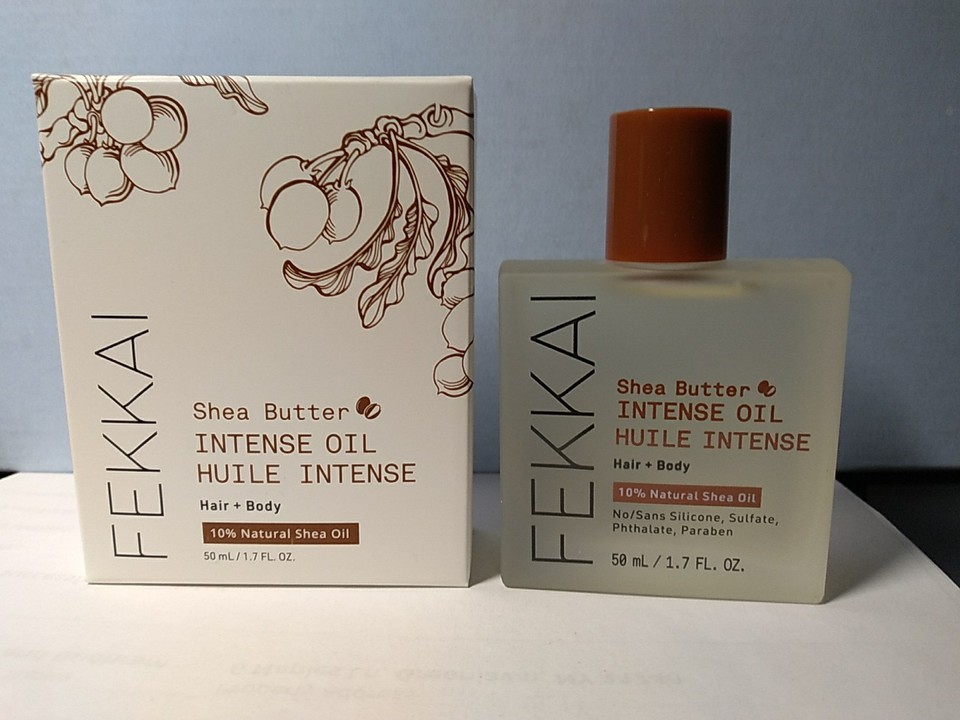 FEKKAI
Shea Butter
INTENSE OIL
HUILE INTENSE
Hair + Body
10% Natural Shea Oil
50 mL / 1.7 FL. OZ.
FEKKAI
Shea Butter
INTENSE OIL
HUILE INTENSE
Hair + Body
10% Natural Shea Oil
No/Sans Silicone, Sulfate,
Phthalate, Paraben
50 mL / 1.7 FL. OZ.